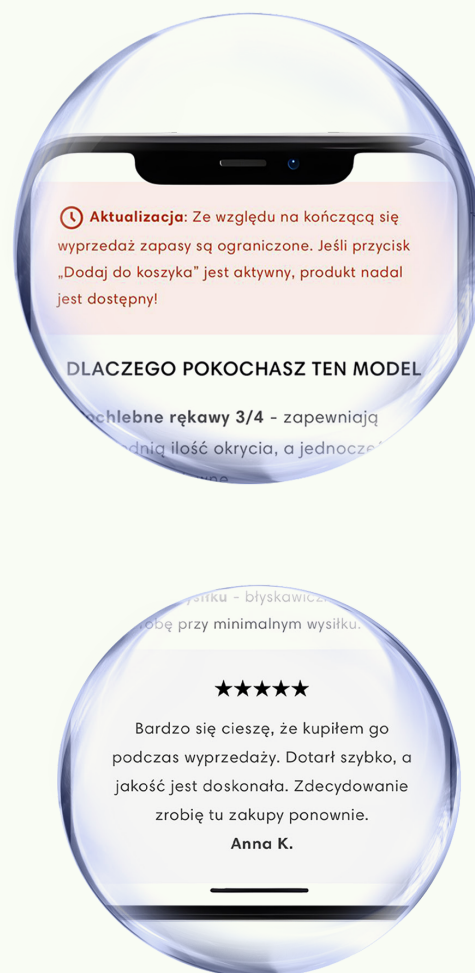 Aktualizacja: Ze względu na kończącą się
wyprzedaż zapasy są ograniczone. Jeśli przycisk
„Dodaj do koszyka” jest aktywny, produkt nadal
jest dostępny!
DLACZEGO POKOCHASZ TEN MODEL
rękawy 3/4 - zapewniają
ilość okrycia, a
- 
przy minimalnym wysiłku.
★★★★★
Bardzo się cieszę, że kupiłem go
podczas wyprzedaży. Dotarł szybko, a
jakość jest doskonała. Zdecydowanie
zrobię tu zakupy ponownie.
Anna K.